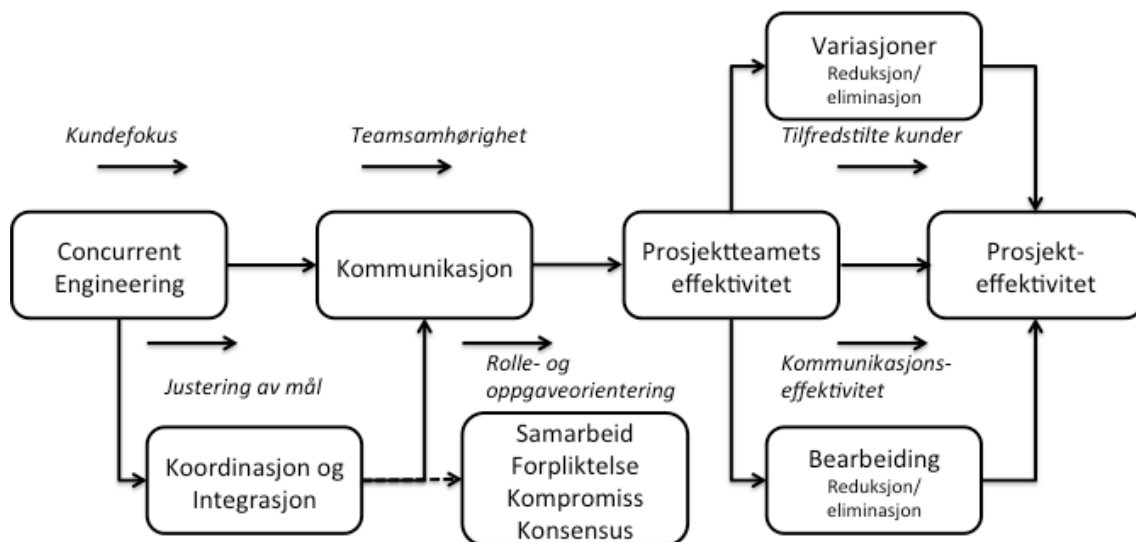 Variasjoner
Reduksjon/
eliminasjon
Kundefokus
Teamsamhørighet
Tilfredstilte kunder
Concurrent
Engineering
Kommunikasjon
Prosjektteamets
effektivitet
Prosjekt-
effektivitet
Justering av mål
Rolle- og
oppgaveorientering
Kommunikasjons-
effektivitet
Koordinasjon og
Integrasjon
Samarbeid
Forpliktelse
Kompromiss
Konsensus
Bearbeiding
Reduksjon/
eliminasjon